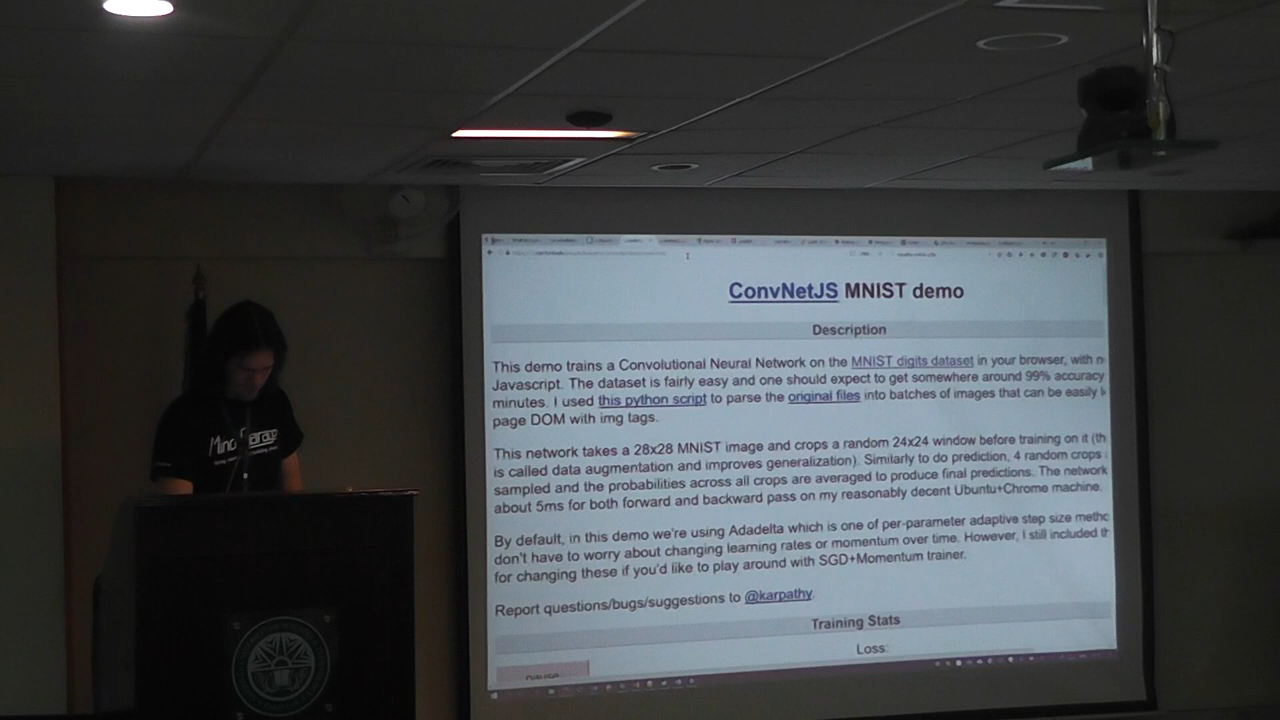 ConvNetJS MNIST demo
Description
This demo trains a Convolutional Neural Network on the MNIST digits dataset in your browser, with n
Javascript. The dataset is fairly easy and one should expect to get somewhere around 99% accuracy
minutes. I used this python script to parse the original files into batches of images that can be easily
page DOM with img tags.
This network takes a 28x28 MNIST image and crops a random 24x24 window before training on it (th
is called data augmentation and improves generalization). Similarly to do prediction, 4 random crops
sampled and the probabilities across all crops are averaged to produce final predictions. The network
about 5ms for both forward and backward pass on my reasonably decent Ubuntu+Chrome machine.
By default, in this demo we're using Adadelta which is one of per-parameter adaptive step size metho
don't have to worry about changing learning rates or momentum over time. However, I still included th
for changing these if you'd like to play around with SGD+Momentum trainer.
Report questions/bugs/suggestions to @karpathy.
Training Stats
Loss: